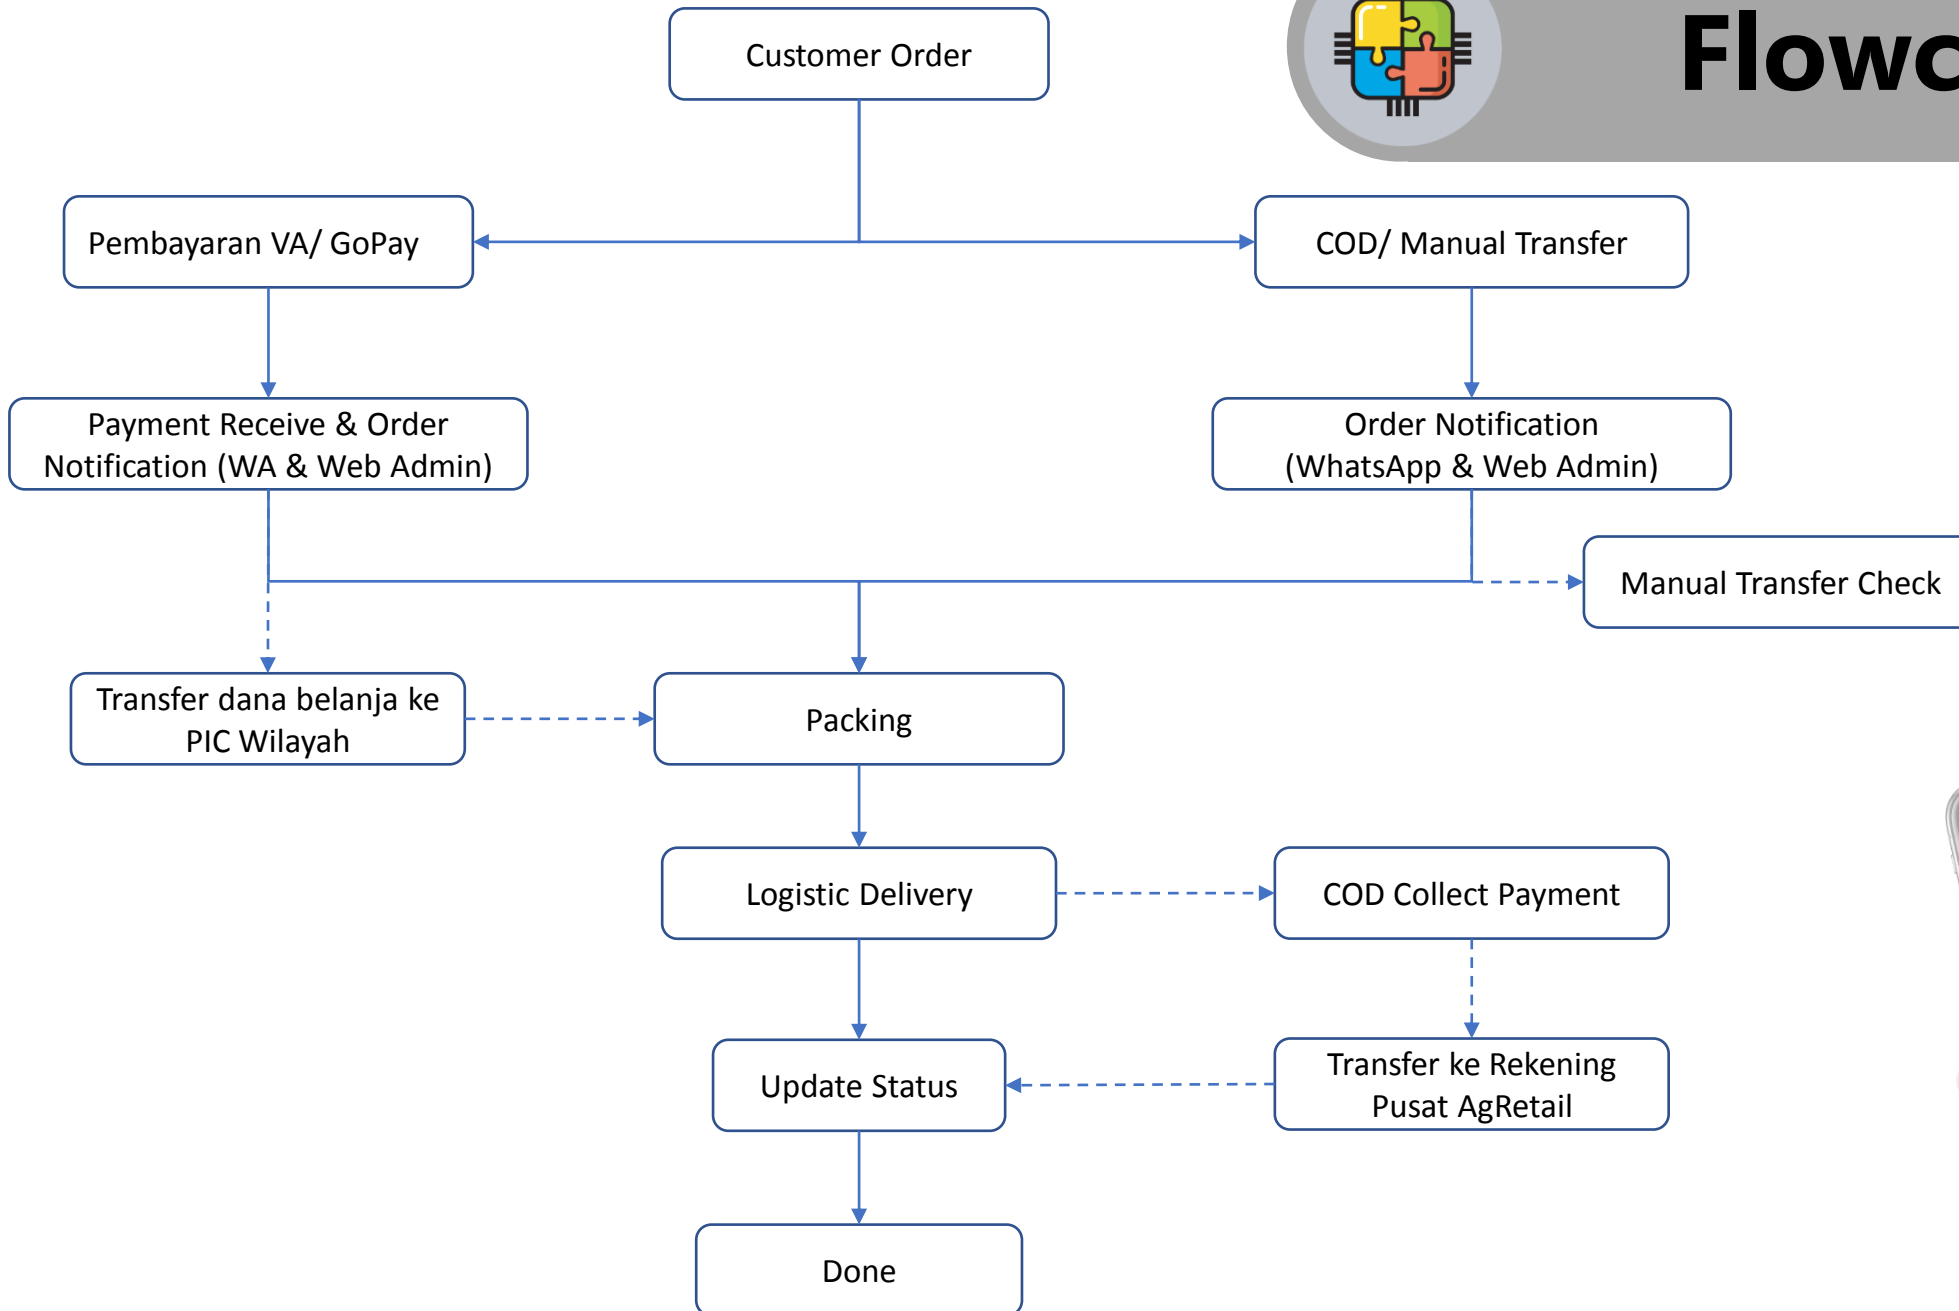 Flowc
Customer Order
Pembayaran VA/ GoPay
COD/ Manual Transfer
Payment Receive & Order
Notification (WA & Web Admin)
Order Notification
(WhatsApp & Web Admin)
Manual Transfer Check
Transfer dana belanja ke
PIC Wilayah
Packing
Logistic Delivery
COD Collect Payment
Update Status
Transfer ke Rekening
Pusat AgRetail
Done